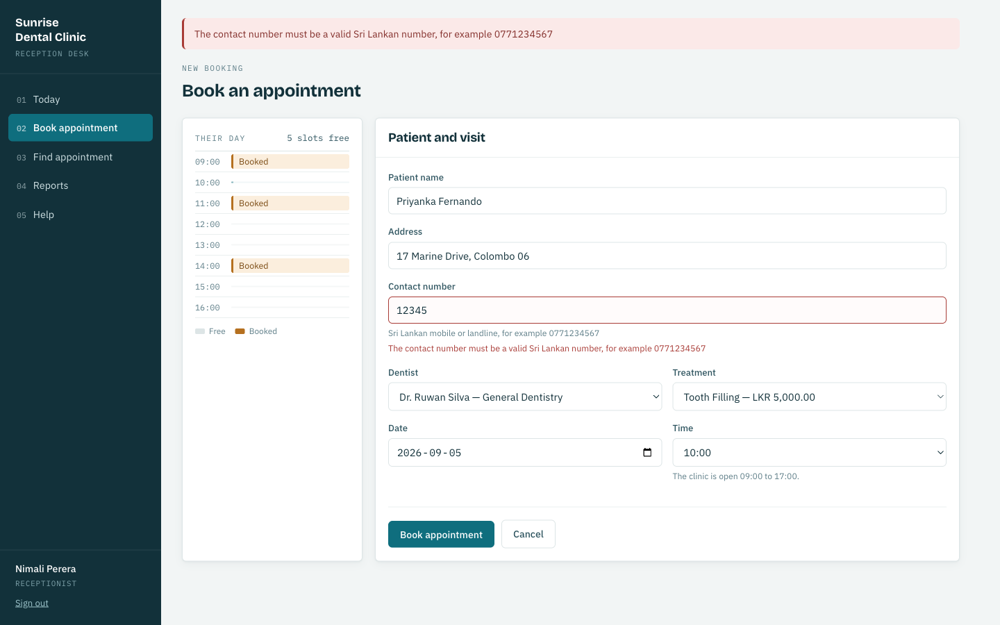 Sunrise
Dental Clinic
RECEPTION DESK
01 Today
02 Book appointment
03 Find appointment
04 Reports
05 Help
Nimali Perera
RECEPTIONIST
Sign out
The contact number must be a valid Sri Lankan number, for example 0771234567
NEW BOOKING
Book an appointment
THEIR DAY 5 slots free
09:00 Booked
10:00
11:00 Booked
12:00
13:00
14:00 Booked
15:00
16:00
Free Booked
Patient and visit
Patient name
Priyanka Fernando
Address
17 Marine Drive, Colombo 06
Contact number
12345
Sri Lankan mobile or landline, for example 0771234567
The contact number must be a valid Sri Lankan number, for example 0771234567
Dentist Treatment
Dr. Ruwan Silva — General Dentistry Tooth Filling — LKR 5,000.00
Date Time
2026-09-05 10:00
The clinic is open 09:00 to 17:00.
Book appointment Cancel